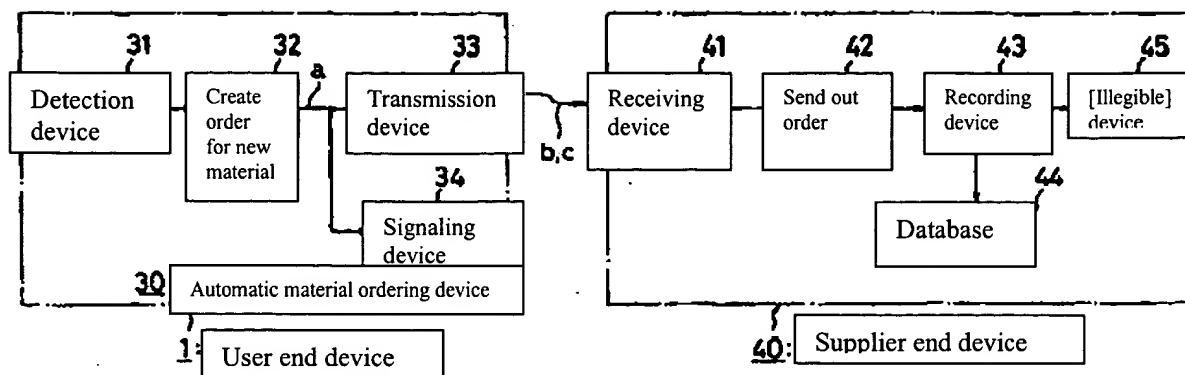 31
32
33
a
Detection
device
Create
order
for new
material
Transmission
device
34
Signaling
device
30
Automatic material ordering device
1:
User end device
b,c
41
42
43
45
Receiving
device
Send out
order
Recording
device
[Illegible]
device
44
Database
40:
Supplier end device